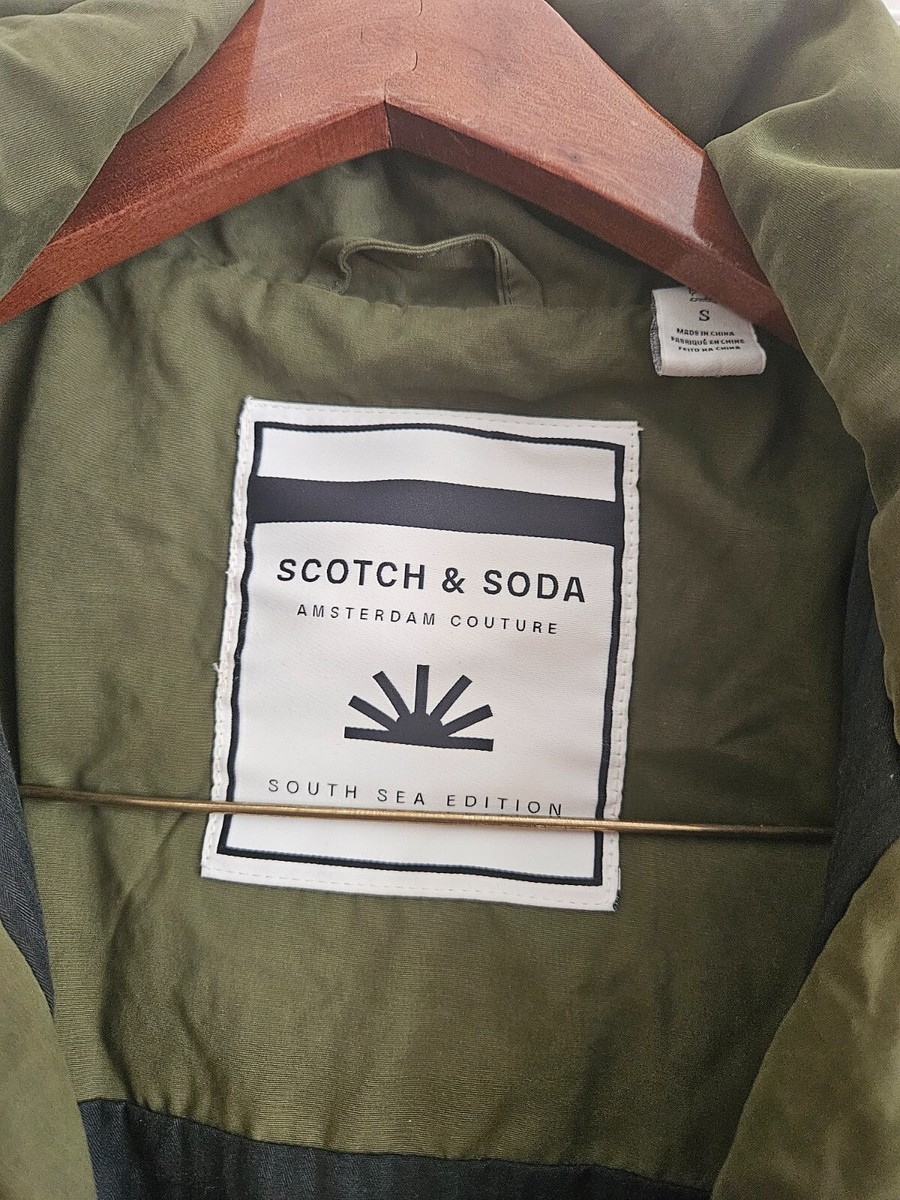 S
MADE IN CHINA
FABRIQUÉ EN CHINE
FEITO NA CHINA
SCOTCH & SODA
AMSTERDAM COUTURE
SOUTH SEA EDITION